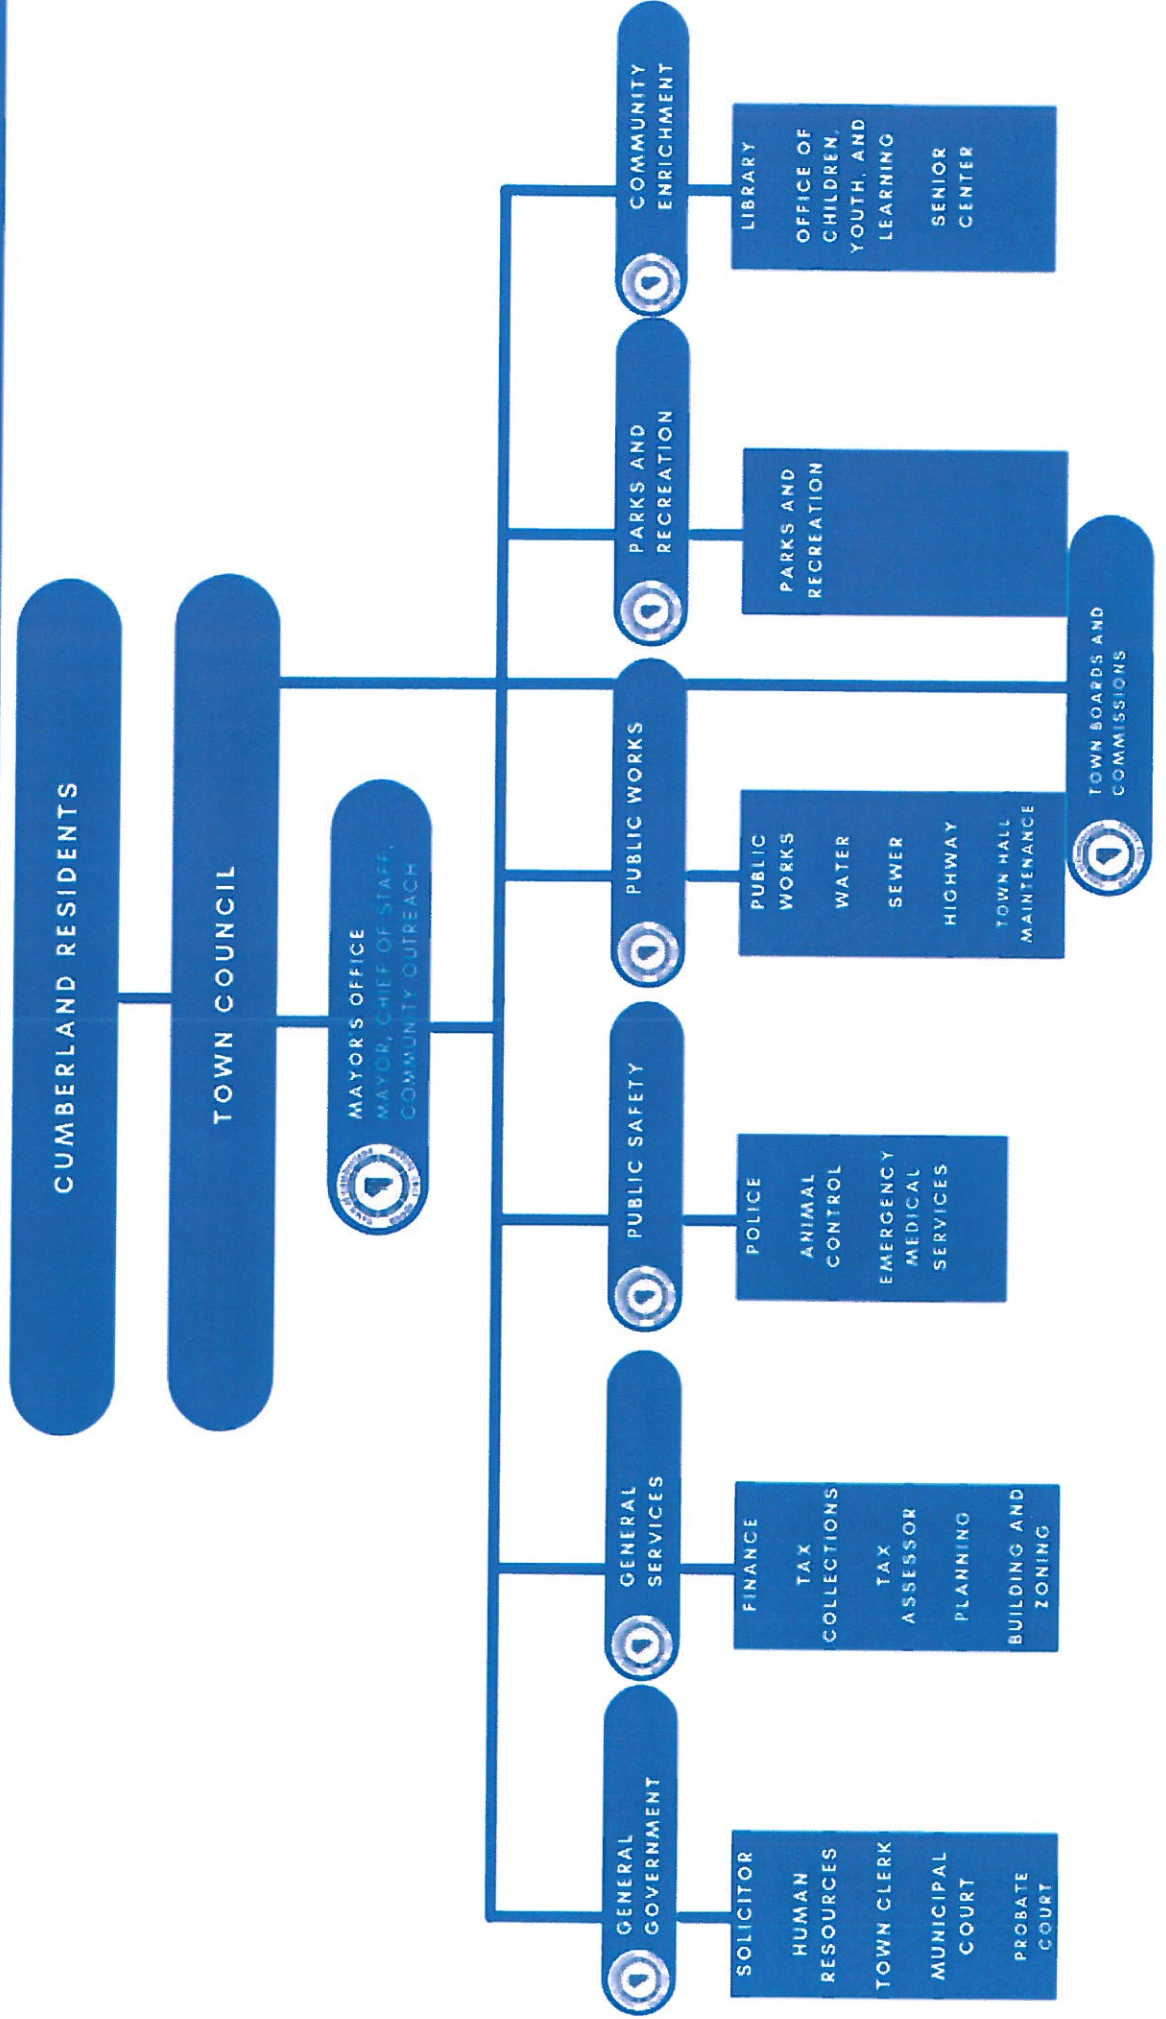 CUMBERLAND RESIDENTS
TOWN COUNCIL
MAYOR'S OFFICE
MAYOR, CHIEF OF STAFF,
COMMUNITY OUTREACH
GENERAL
GOVERNMENT
SOLICITOR
HUMAN
RESOURCES
TOWN CLERK
MUNICIPAL
COURT
PROBATE
COURT
GENERAL
SERVICES
FINANCE
TAX
COLLECTIONS
TAX
ASSESSOR
PLANNING
BUILDING AND
ZONING
PUBLIC SAFETY
POLICE
ANIMAL
CONTROL
EMERGENCY
MEDICAL
SERVICES
PUBLIC WORKS
PUBLIC
WORKS
WATER
SEWER
HIGHWAY
TOWN HALL
MAINTENANCE
PARKS AND
RECREATION
PARKS AND
RECREATION
COMMUNITY
ENRICHMENT
LIBRARY
OFFICE OF
CHILDREN,
YOUTH, AND
LEARNING
SENIOR
CENTER
TOWN BOARDS AND
COMMISSIONS